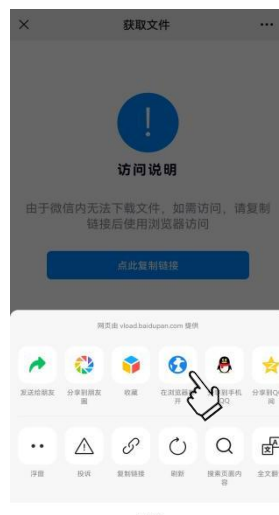 获取文件
访问说明
由于微信内无法下载文件,如需访问,请复制
链接后使用浏览器访问
点此复制链接
网页由 vload.baidupan.com 提供
发送给朋友
分享到朋友
圈
收藏
在浏览器
开
到手机
QQ
分享到Q
间
浮窗
投诉
复制链接
刷新
搜索页面内
容
全文翻